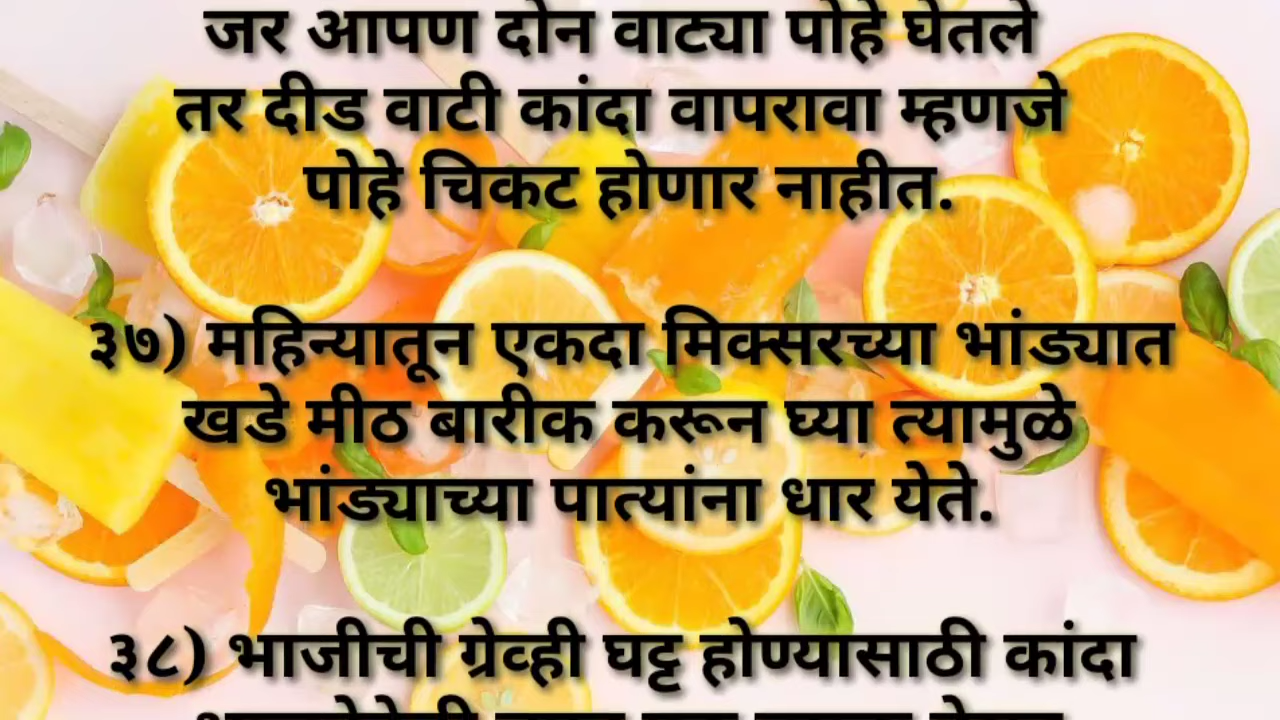 जर आपण दोन वाट्या पोहे घेतले
तर दीड वाटी कांदा वापरावा म्हणजे
पोहे चिकट होणार नाहीत.
३७) महिन्यातून एकदा मिक्सरच्या भांड्यात
खडे मीठ बारीक करून घ्या त्यामुळे
भांड्याच्या पात्यांना धार येते.
३८) भाजीची ग्रेव्ही घट्ट होण्यासाठी कांदा